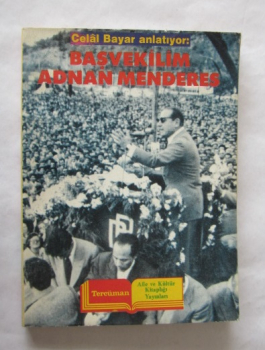 Celâl Bayar anlatıyor:
BAŞVEKİLİM
ADNAN MENDERES
Tercüman
Aile ve Kültür
Kitaplığı
Yayınları